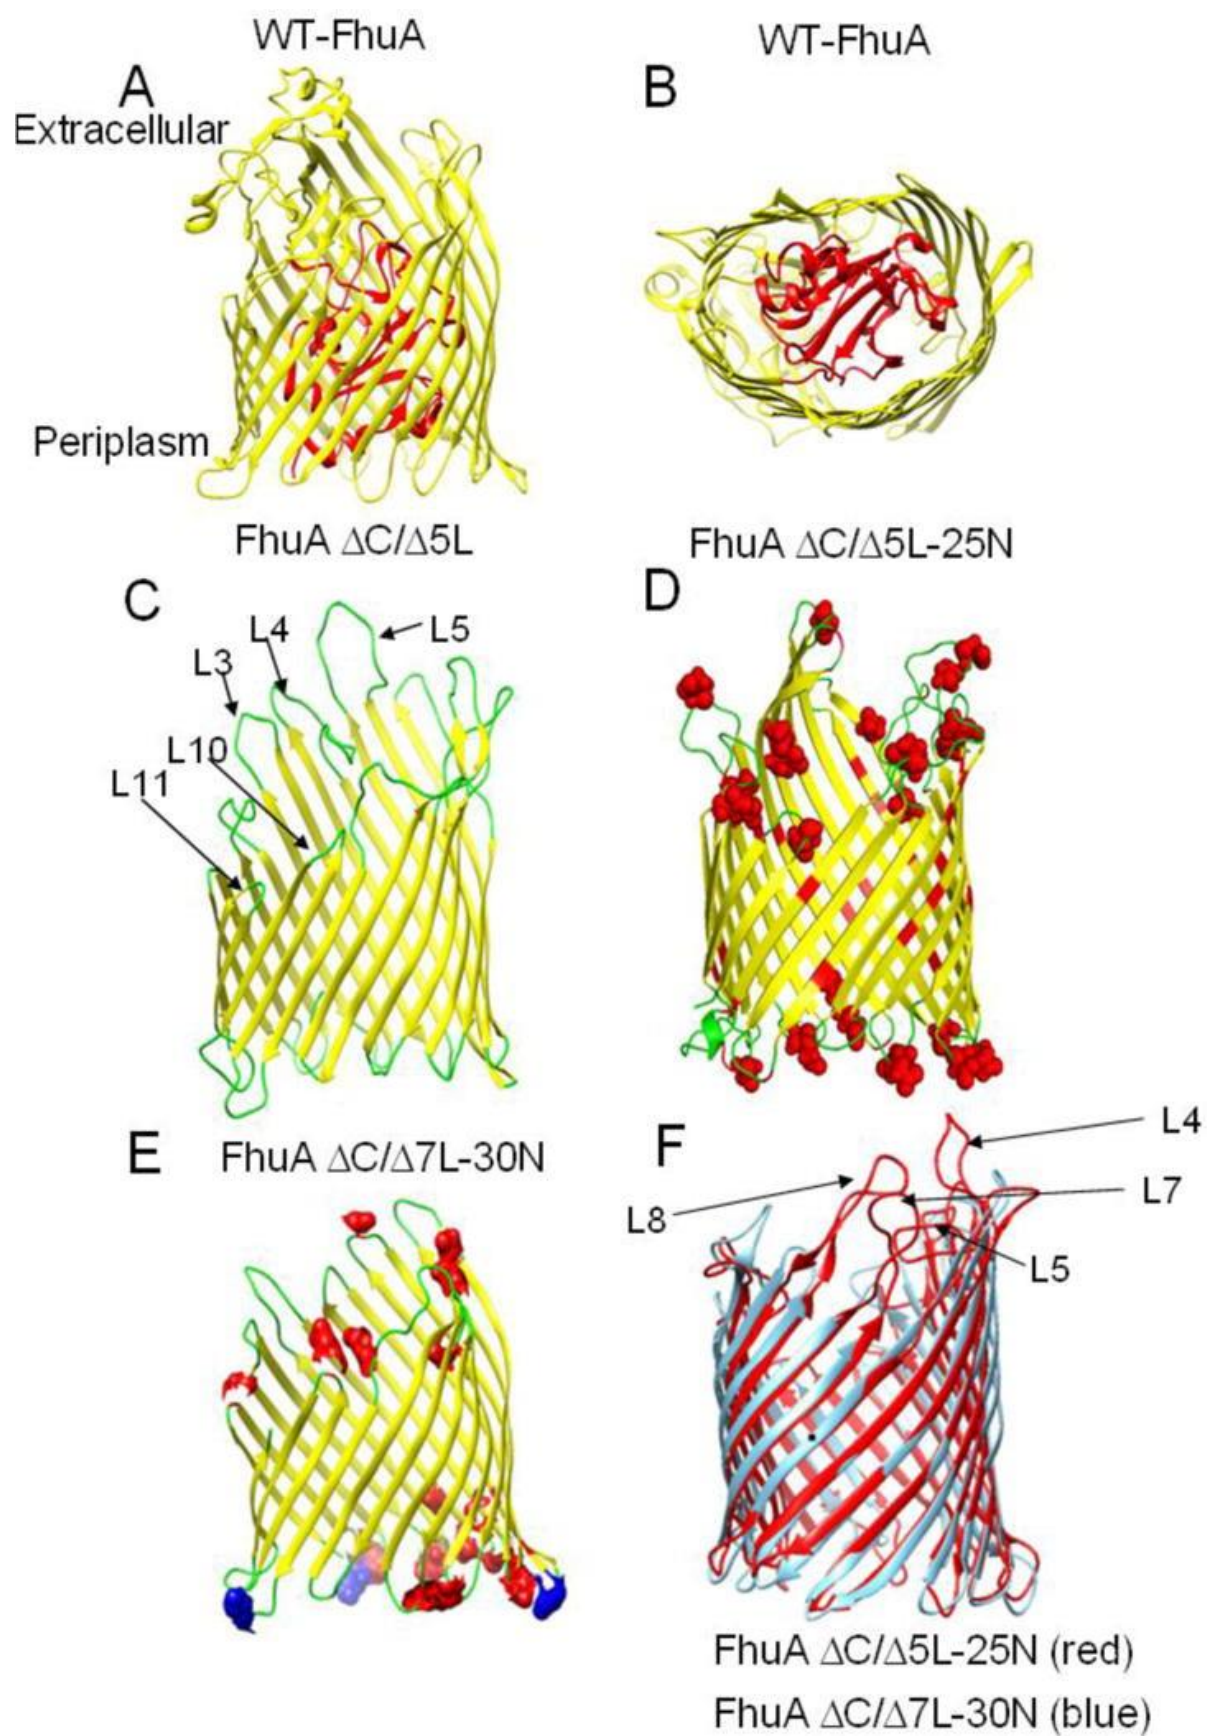 WT-FhuA
WT-FhuA
A
B
Extracellular
Periplasm
FhuA ΔC/Δ5L
FhuA ΔC/Δ5L-25N
C
D
L4
L5
L3
L10
L11
E
FhuA ΔC/Δ7L-30N
F
L4
L7
L8
L5
FhuA ΔC/Δ5L-25N (red)
FhuA ΔC/Δ7L-30N (blue)